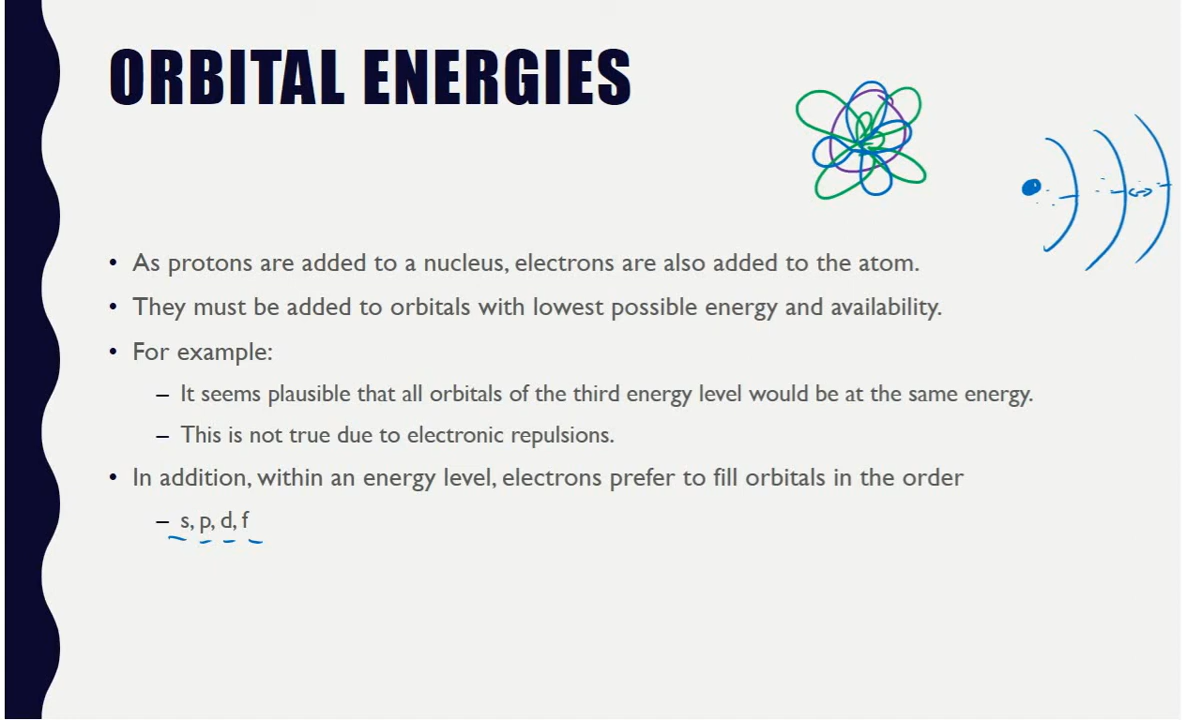 ORBITAL ENERGIES
• As protons are added to a nucleus, electrons are also added to the atom.
• They must be added to orbitals with lowest possible energy and availability.
• For example:
– It seems plausible that all orbitals of the third energy level would be at the same energy.
– This is not true due to electronic repulsions.
• In addition, within an energy level, electrons prefer to fill orbitals in the order
– s, p, d, f